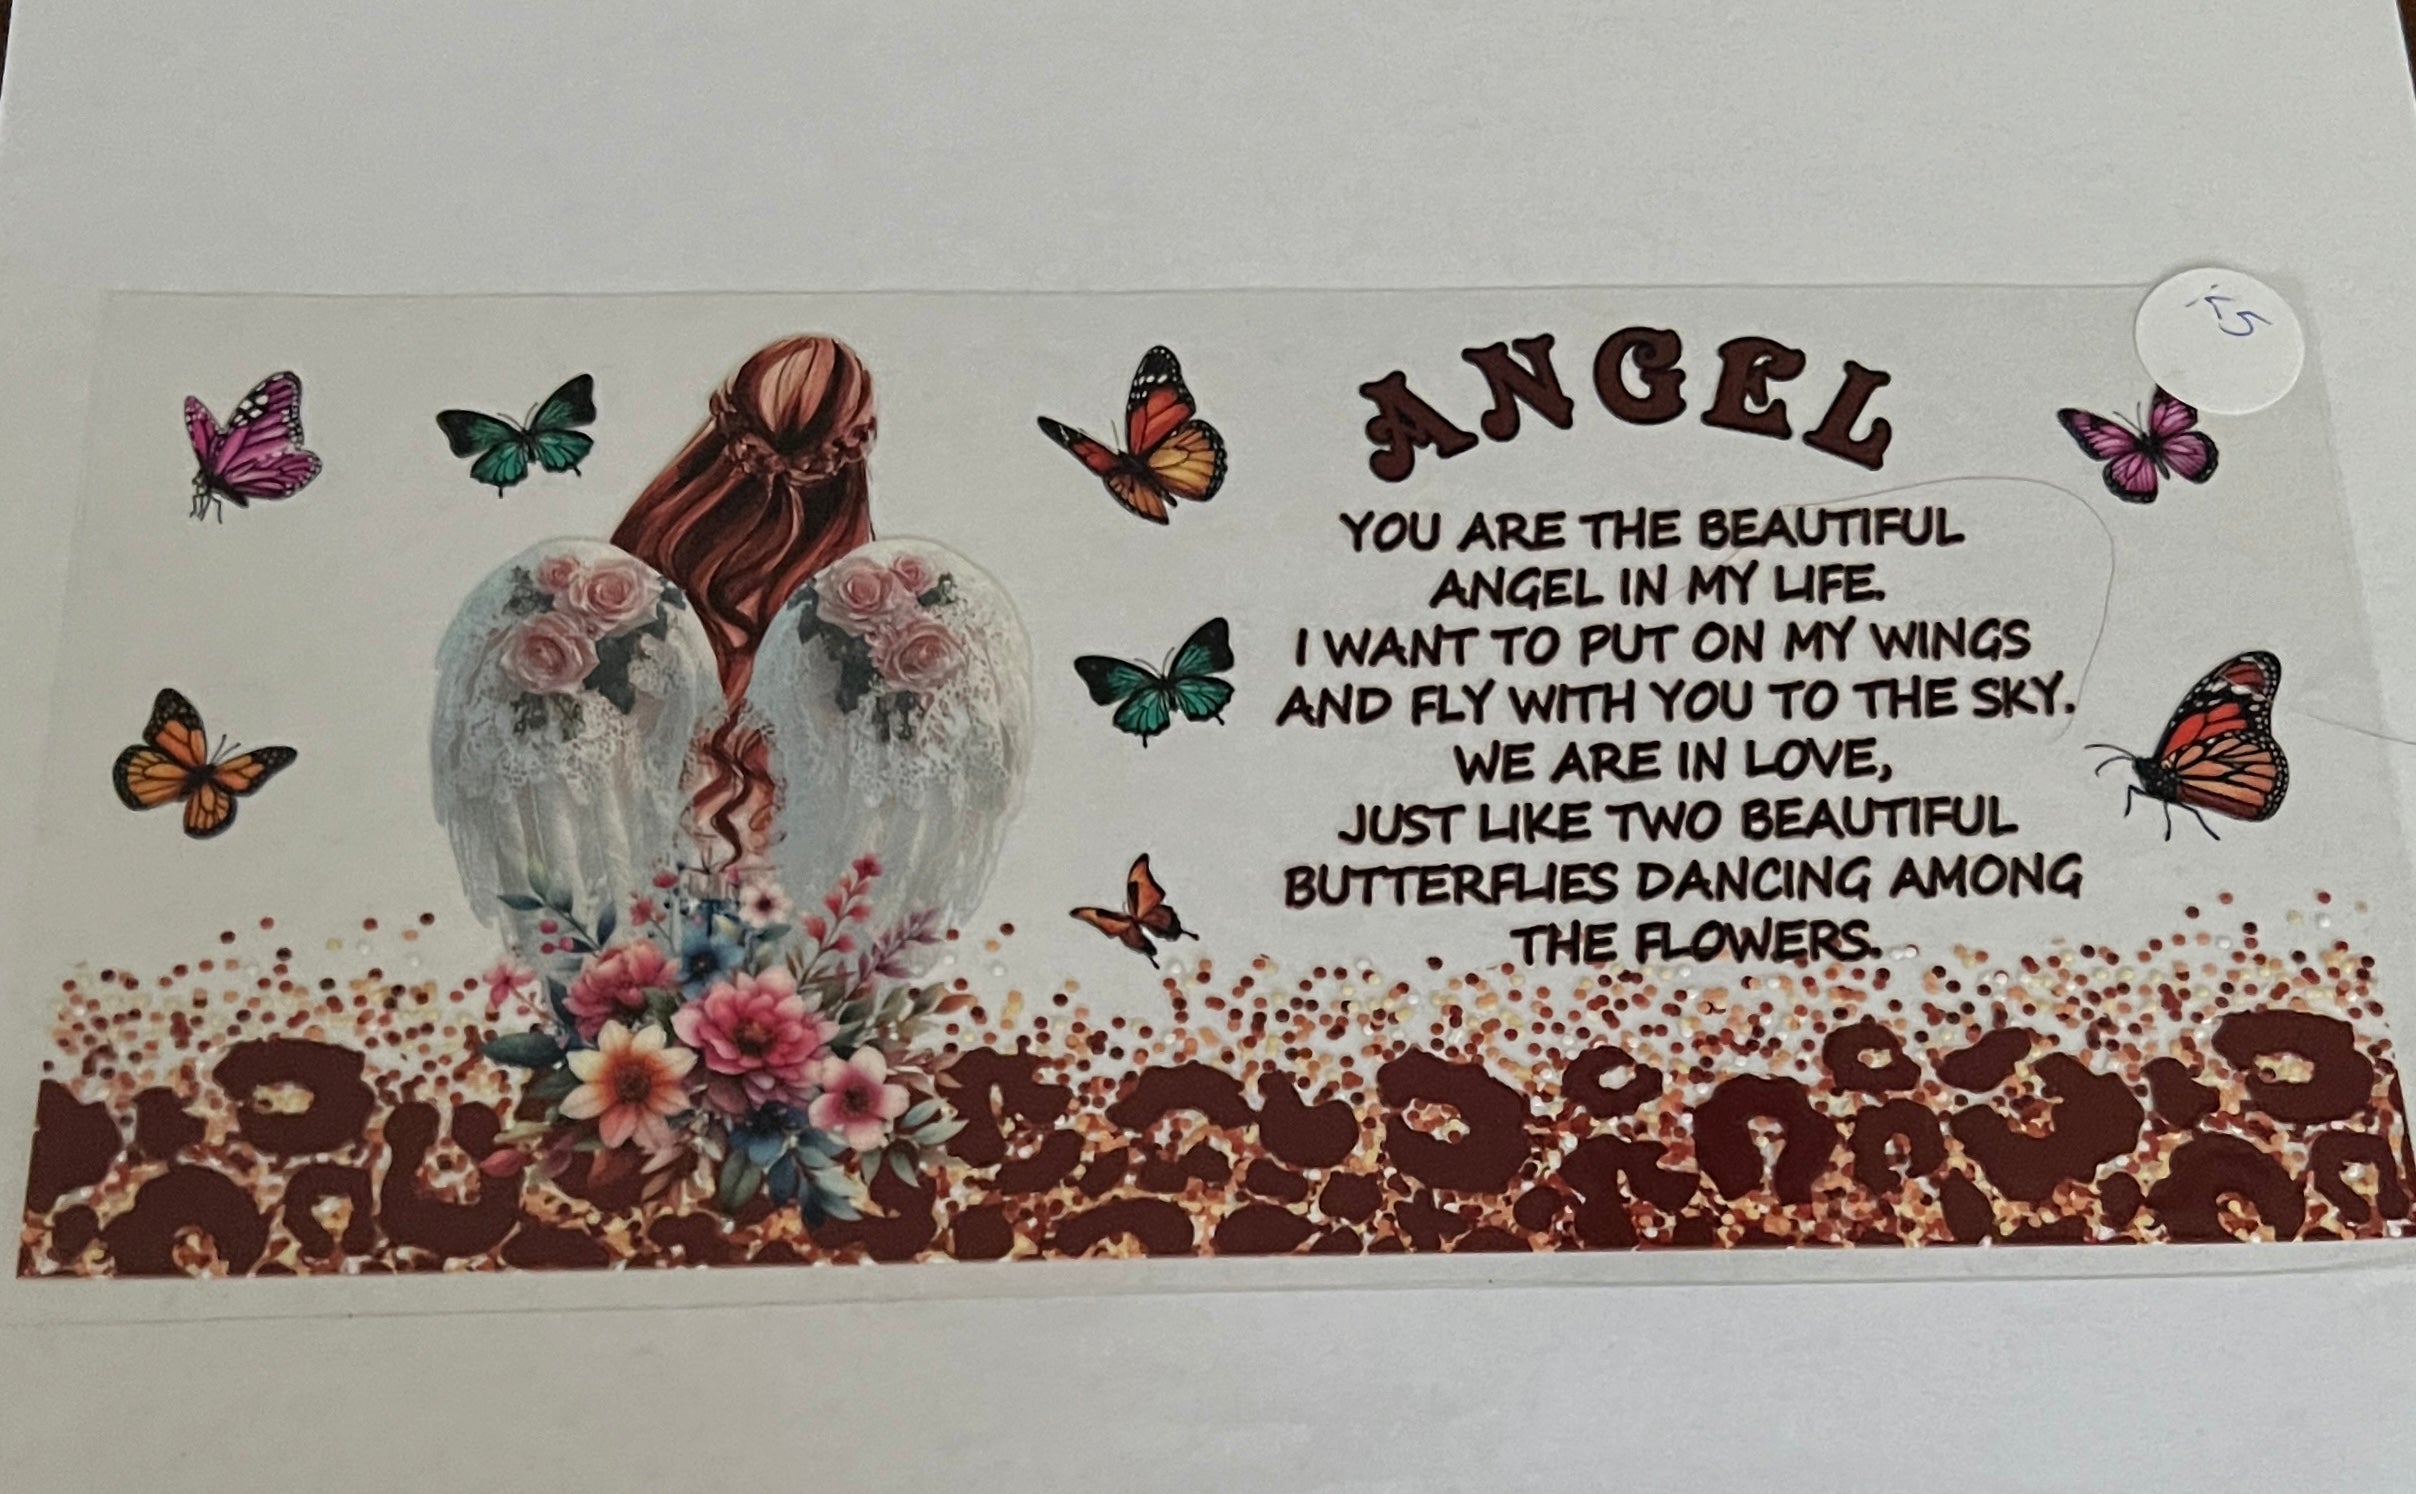 ANGEL
YOU ARE THE BEAUTIFUL
ANGEL IN MY LIFE.
I WANT TO PUT ON MY WINGS
AND FLY WITH YOU TO THE SKY.
WE ARE IN LOVE,
JUST LIKE TWO BEAUTIFUL
BUTTERFLIES DANCING AMONG
THE FLOWERS.